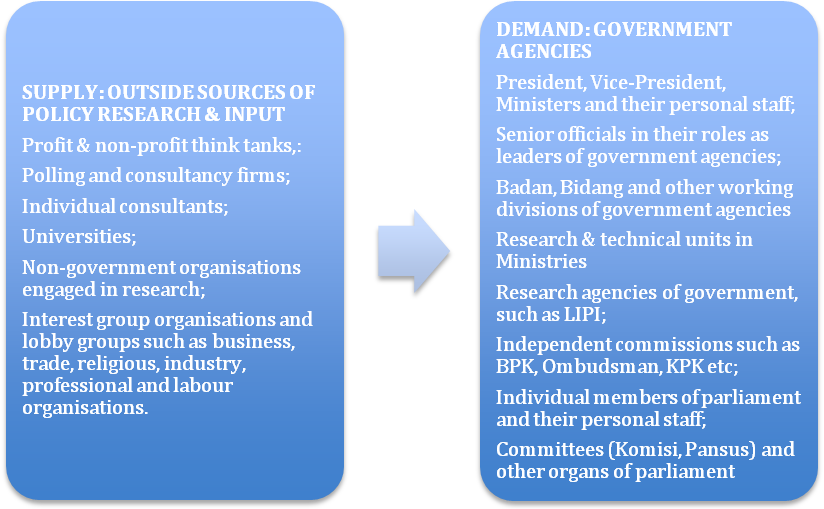 SUPPLY: OUTSIDE SOURCES OF
POLICY RESEARCH & INPUT
Profit & non-profit think tanks,:
Polling and consultancy firms;
Individual consultants;
Universities;
Non-government organisations
engaged in research;
Interest group organisations and
lobby groups such as business,
trade, religious, industry,
professional and labour
organisations.
DEMAND: GOVERNMENT
AGENCIES
President, Vice-President,
Ministers and their personal staff;
Senior officials in their roles as
leaders of government agencies;
Badan, Bidang and other working
divisions of government agencies
Research & technical units in
Ministries
Research agencies of government,
such as LIPI;
Independent commissions such as
BPK, Ombudsman, KPK etc;
Individual members of parliament
and their personal staff;
Committees (Komisi, Pansus) and
other organs of parliament